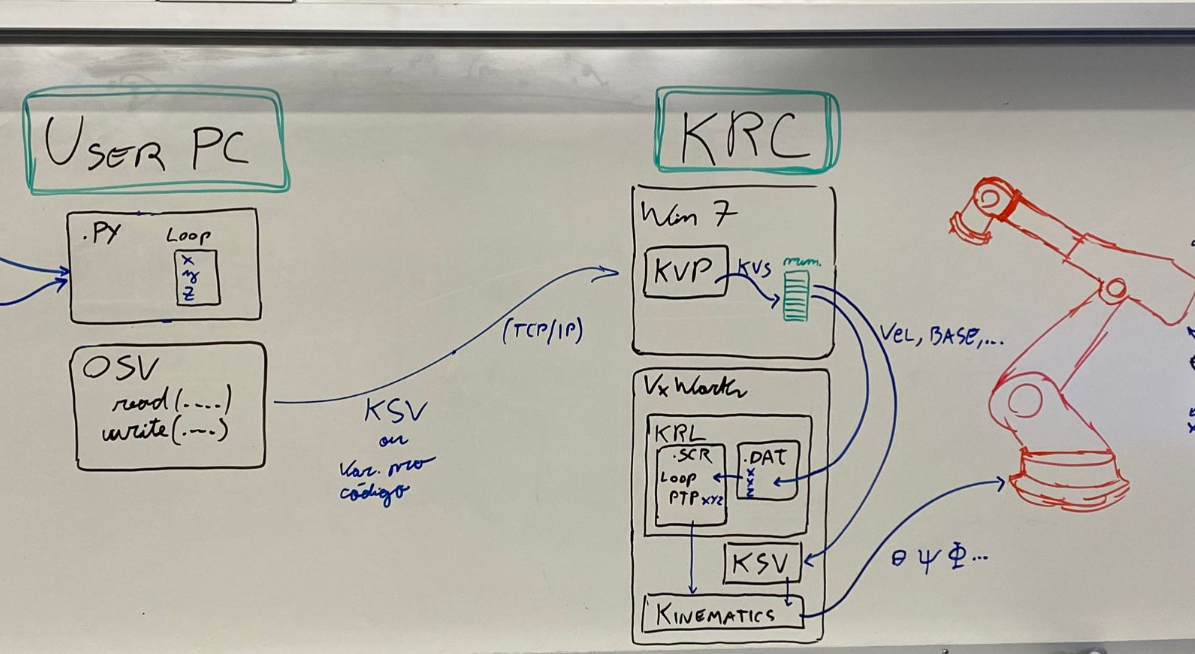 USER PC
.PY
Loop
x
y
z
OSV
read(....)
write(....)
(TCP/IP)
KSV
ou
Var. no
código
KRC
Win 7
KVP
KVS
mem.
VEL, BASE,...
VxWork
KRL
.SCR
Loop
PTP XYZ
.DAT
X
Y
Z
KSV
KINEMATICS
θ ψ Φ...